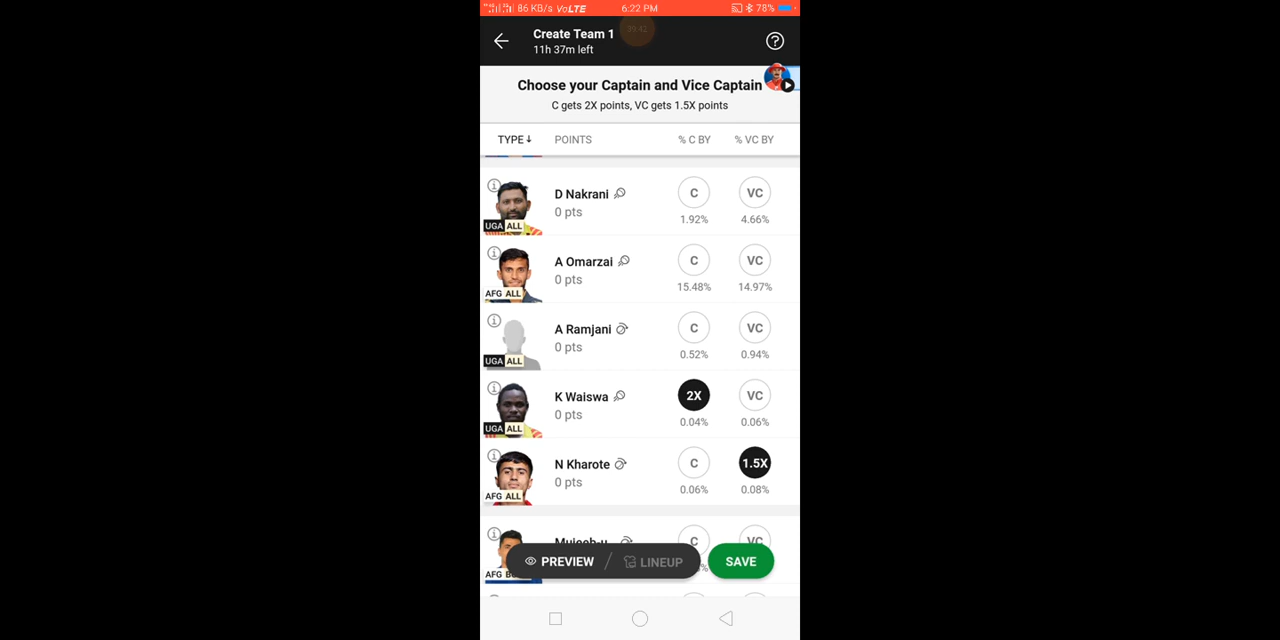 86 KB/s VoLTE 6:22 PM 78%
Create Team 1
39:42
11h 37m left
Choose your Captain and Vice Captain
C gets 2X points, VC gets 1.5X points
TYPE↓ POINTS % C BY % VC BY
D Nakrani C VC
0 pts
UGA ALL 1.92% 4.66%
A Omarzai C VC
0 pts
AFG ALL 15.48% 14.97%
A Ramjani C VC
0 pts
UGA ALL 0.52% 0.94%
K Waiswa 2X VC
0 pts
UGA ALL 0.04% 0.06%
N Kharote C 1.5X
0 pts
AFG ALL 0.06% 0.08%
Mujeeb-u C VC
PREVIEW / LINEUP SAVE
AFG